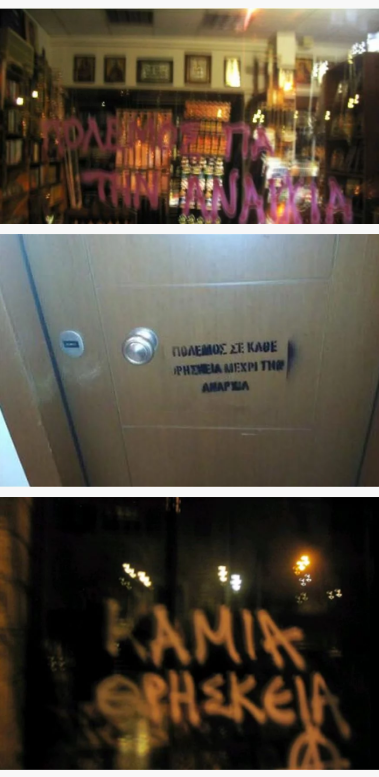 ΠΟΛΕΜΟΣ ΓΙΑ
ΤΗΝ ΑΝΑΡΧΙΑ
ΠΟΛΕΜΟΣ ΣΕ ΚΑΘΕ
ΘΡΗΣΚΕΙΑ ΜΕΧΡΙ ΤΗΝ
ΑΝΑΡΧΙΑ
ΚΑΜΙΑ
ΘΡΗΣΚΕΙΑ